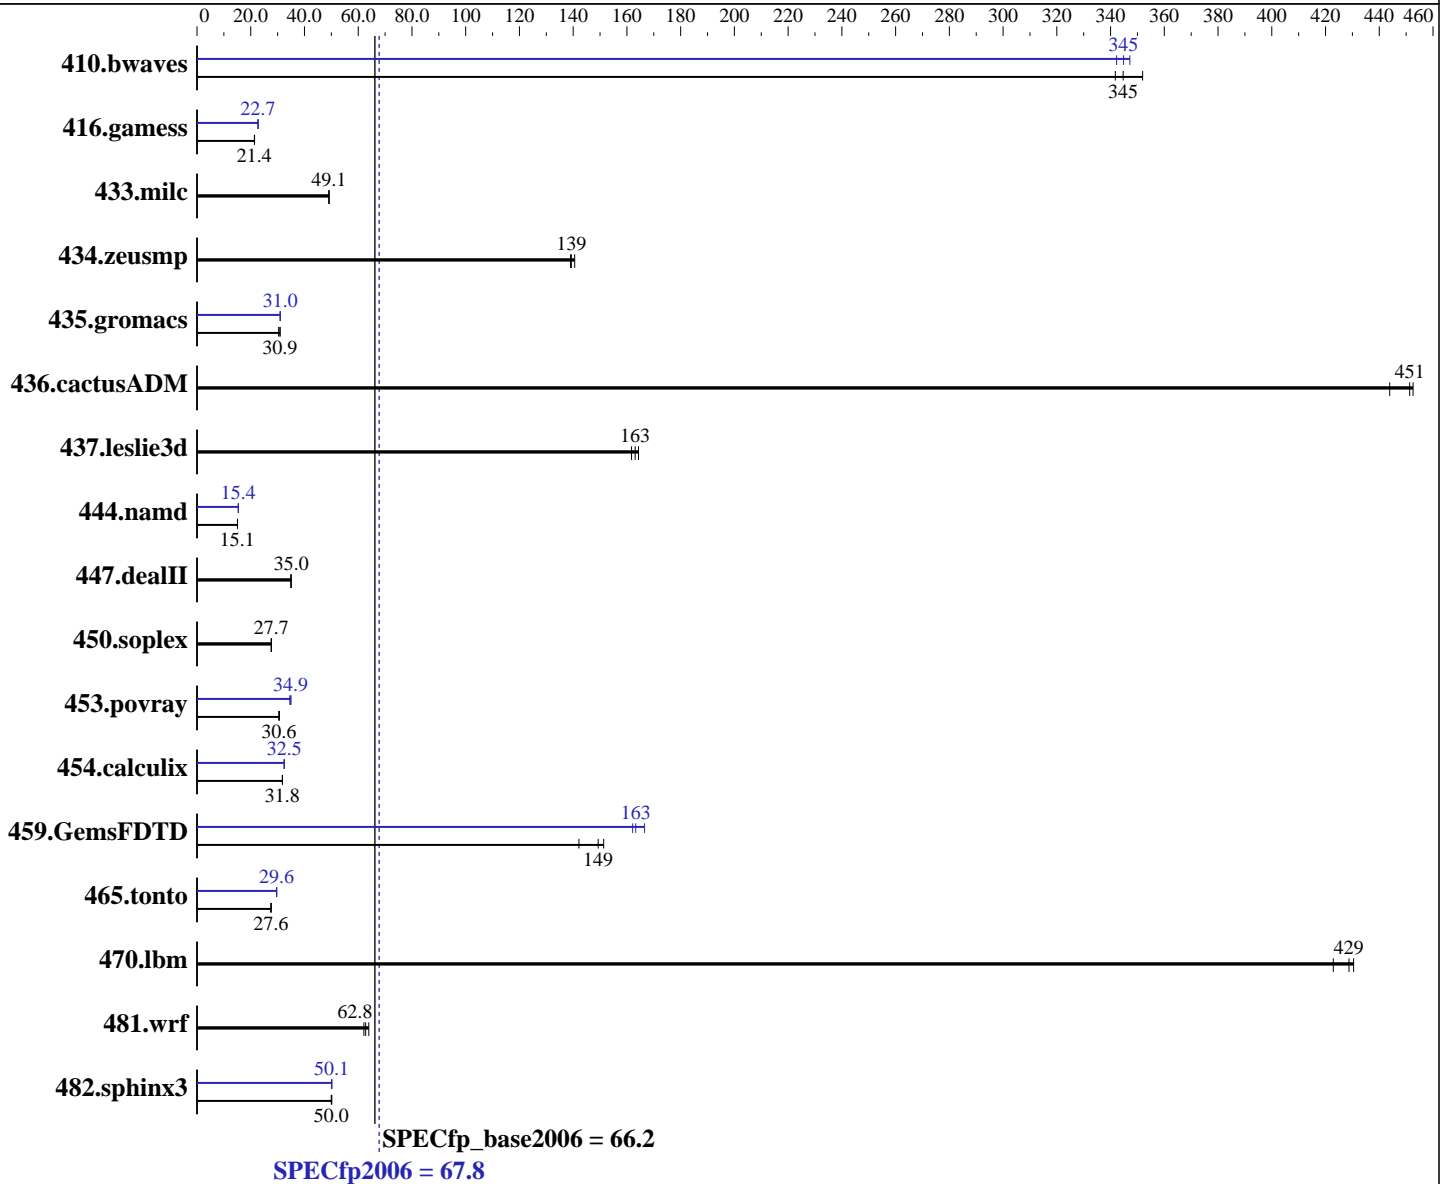 0 20.0 40.0 60.0 80.0 100 120 140 160 180 200 220 240 260 280 300 320 340 360 380 400 420 440 460
345
410.bwaves
345
22.7
416.gamess
21.4
49.1
433.milc
139
434.zeusmp
31.0
435.gromacs
30.9
451
436.cactusADM
163
437.leslie3d
15.4
444.namd
15.1
35.0
447.dealII
27.7
450.soplex
34.9
453.povray
30.6
32.5
454.calculix
31.8
163
459.GemsFDTD
149
29.6
465.tonto
27.6
429
470.lbm
62.8
481.wrf
50.1
482.sphinx3
50.0
SPECfp_base2006 = 66.2
SPECfp2006 = 67.8